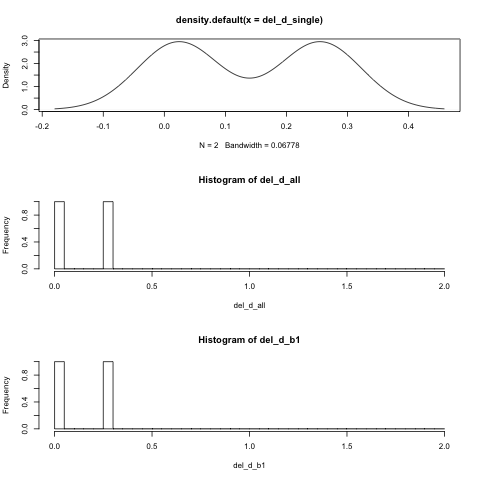 density.default(x = del_d_single)
Density
0.0
1.0
2.0
3.0
-0.2 -0.1 0.0 0.1 0.2 0.3 0.4
N = 2 Bandwidth = 0.06778
Histogram of del_d_all
Frequency
0.0
0.4
0.8
0.0 0.5 1.0 1.5 2.0
del_d_all
Histogram of del_d_b1
Frequency
0.0
0.4
0.8
0.0 0.5 1.0 1.5 2.0
del_d_b1